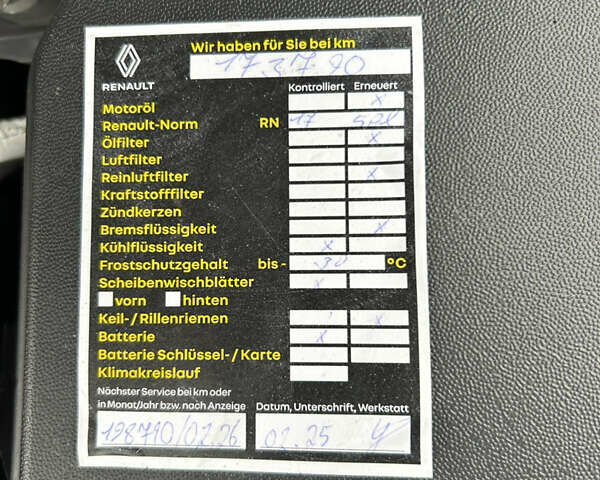 Wir haben für Sie bei km
RENAULT
Kontrolliert Erneuert
Motoröl x
Renault-Norm RN 17
Ölfilter x
Luftfilter
Reinluftfilter x
Kraftstofffilter
Zündkerzen
Bremsflüssigkeit x
Kühlflüssigkeit x
Frostschutzgehalt bis - 30 °C
Scheibenwischblätter x
vorn hinten
Keil-/Rillenriemen x
Batterie x
Batterie Schlüssel-/Karte
Klimakreislauf
Nächster Service bei km oder
in Monat/Jahr bzw. nach Anzeige Datum, Unterschrift, Werkstatt
198790/02.26 02.25